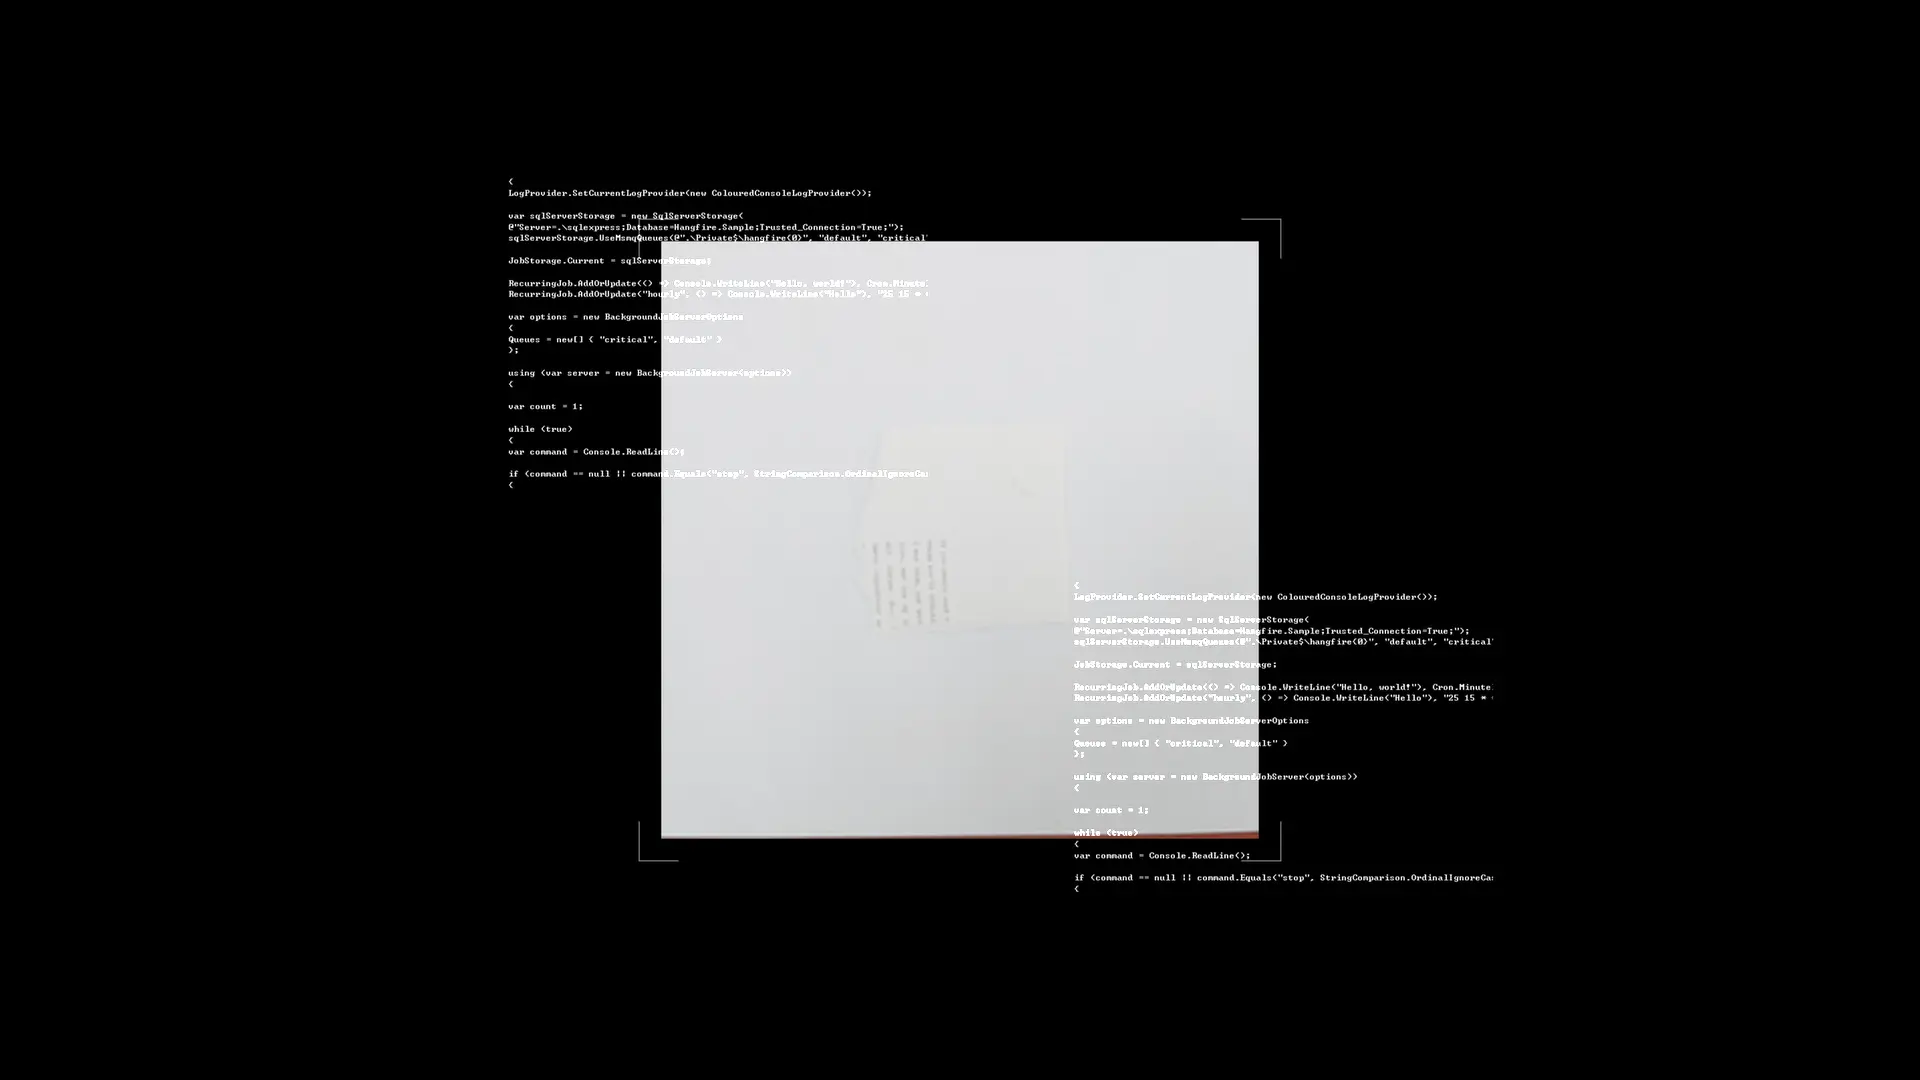 {
LogProvider.SetCurrentLogProvider(new ColouredConsoleLogProvider());
var sqlServerStorage = new SqlServerStorage(
@"Server=.\sqlexpress;Database=Hangfire.Sample;Trusted_Connection=True;");
sqlServerStorage.UseMsmqQueues(@".\Private$\hangfire{0}", "default", "critical"
JobStorage.Current = sqlServerStorage;
RecurringJob.AddOrUpdate(() => Console.WriteLine("Hello, world!"), Cron.Minute
RecurringJob.AddOrUpdate("hourly", () => Console.WriteLine("Hello"), "25 15 *
var options = new BackgroundJobServerOptions
{
Queues = new[] { "critical", "default" }
};
using (var server = new BackgroundJobServer(options))
{
var count = 1;
while (true)
{
var command = Console.ReadLine();
if (command == null || command.Equals("stop", StringComparison.OrdinalIgnoreCa
{
{
LogProvider.SetCurrentLogProvider(new ColouredConsoleLogProvider());
var sqlServerStorage = new SqlServerStorage(
@"Server=.\sqlexpress;Database=Hangfire.Sample;Trusted_Connection=True;");
sqlServerStorage.UseMsmqQueues(@".\Private$\hangfire{0}", "default", "critical"
JobStorage.Current = sqlServerStorage;
RecurringJob.AddOrUpdate(() => Console.WriteLine("Hello, world!"), Cron.Minute
RecurringJob.AddOrUpdate("hourly", () => Console.WriteLine("Hello"), "25 15 *
var options = new BackgroundJobServerOptions
{
Queues = new[] { "critical", "default" }
};
using (var server = new BackgroundJobServer(options))
{
var count = 1;
while (true)
{
var command = Console.ReadLine();
if (command == null || command.Equals("stop", StringComparison.OrdinalIgnoreCa
{